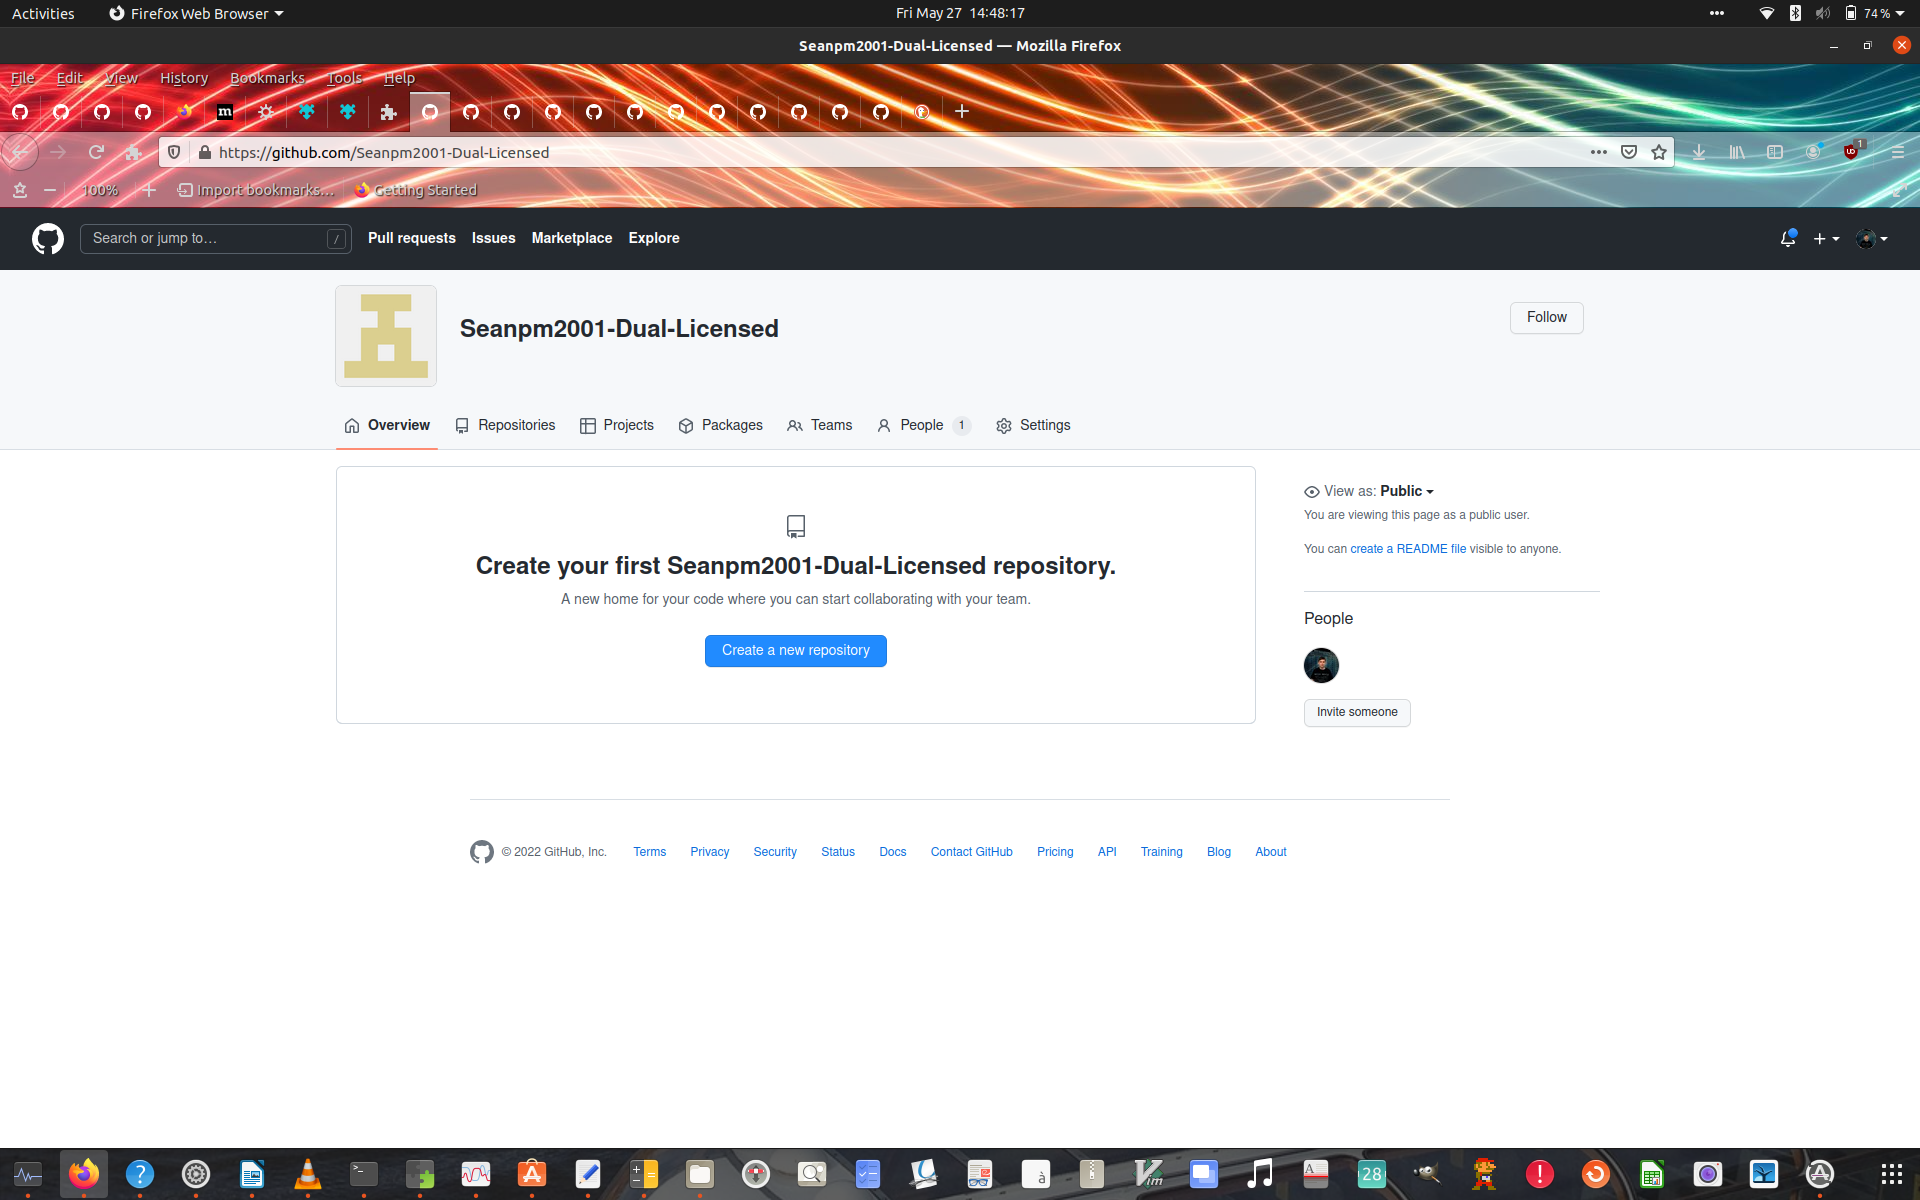 Activities
Firefox Web Browser
Fri May 27 14:48:17
74 %
Seanpm2001-Dual-Licensed — Mozilla Firefox
File Edit View History Bookmarks Tools Help
m
https://github.com/Seanpm2001-Dual-Licensed
1
100%
Import bookmarks...
Getting Started
Search or jump to...
/
Pull requests
Issues
Marketplace
Explore
Seanpm2001-Dual-Licensed
Follow
Overview
Repositories
Projects
Packages
Teams
People 1
Settings
Create your first Seanpm2001-Dual-Licensed repository.
A new home for your code where you can start collaborating with your team.
Create a new repository
View as: Public
You are viewing this page as a public user.
You can create a README file visible to anyone.
People
Invite someone
© 2022 GitHub, Inc.
Terms
Privacy
Security
Status
Docs
Contact GitHub
Pricing
API
Training
Blog
About
?
>_
à
Vim
A
28
!